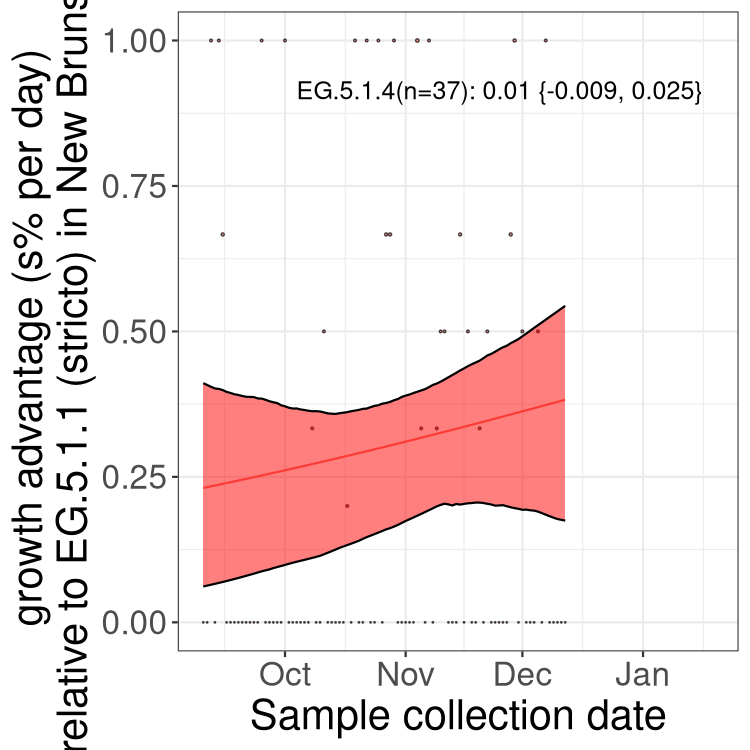 growth advantage (s% per day)
relative to EG.5.1.1 (stricto) in New Bruns
1.00
0.75
0.50
0.25
0.00
EG.5.1.4(n=37): 0.01 {-0.009, 0.025}
Oct Nov Dec Jan
Sample collection date